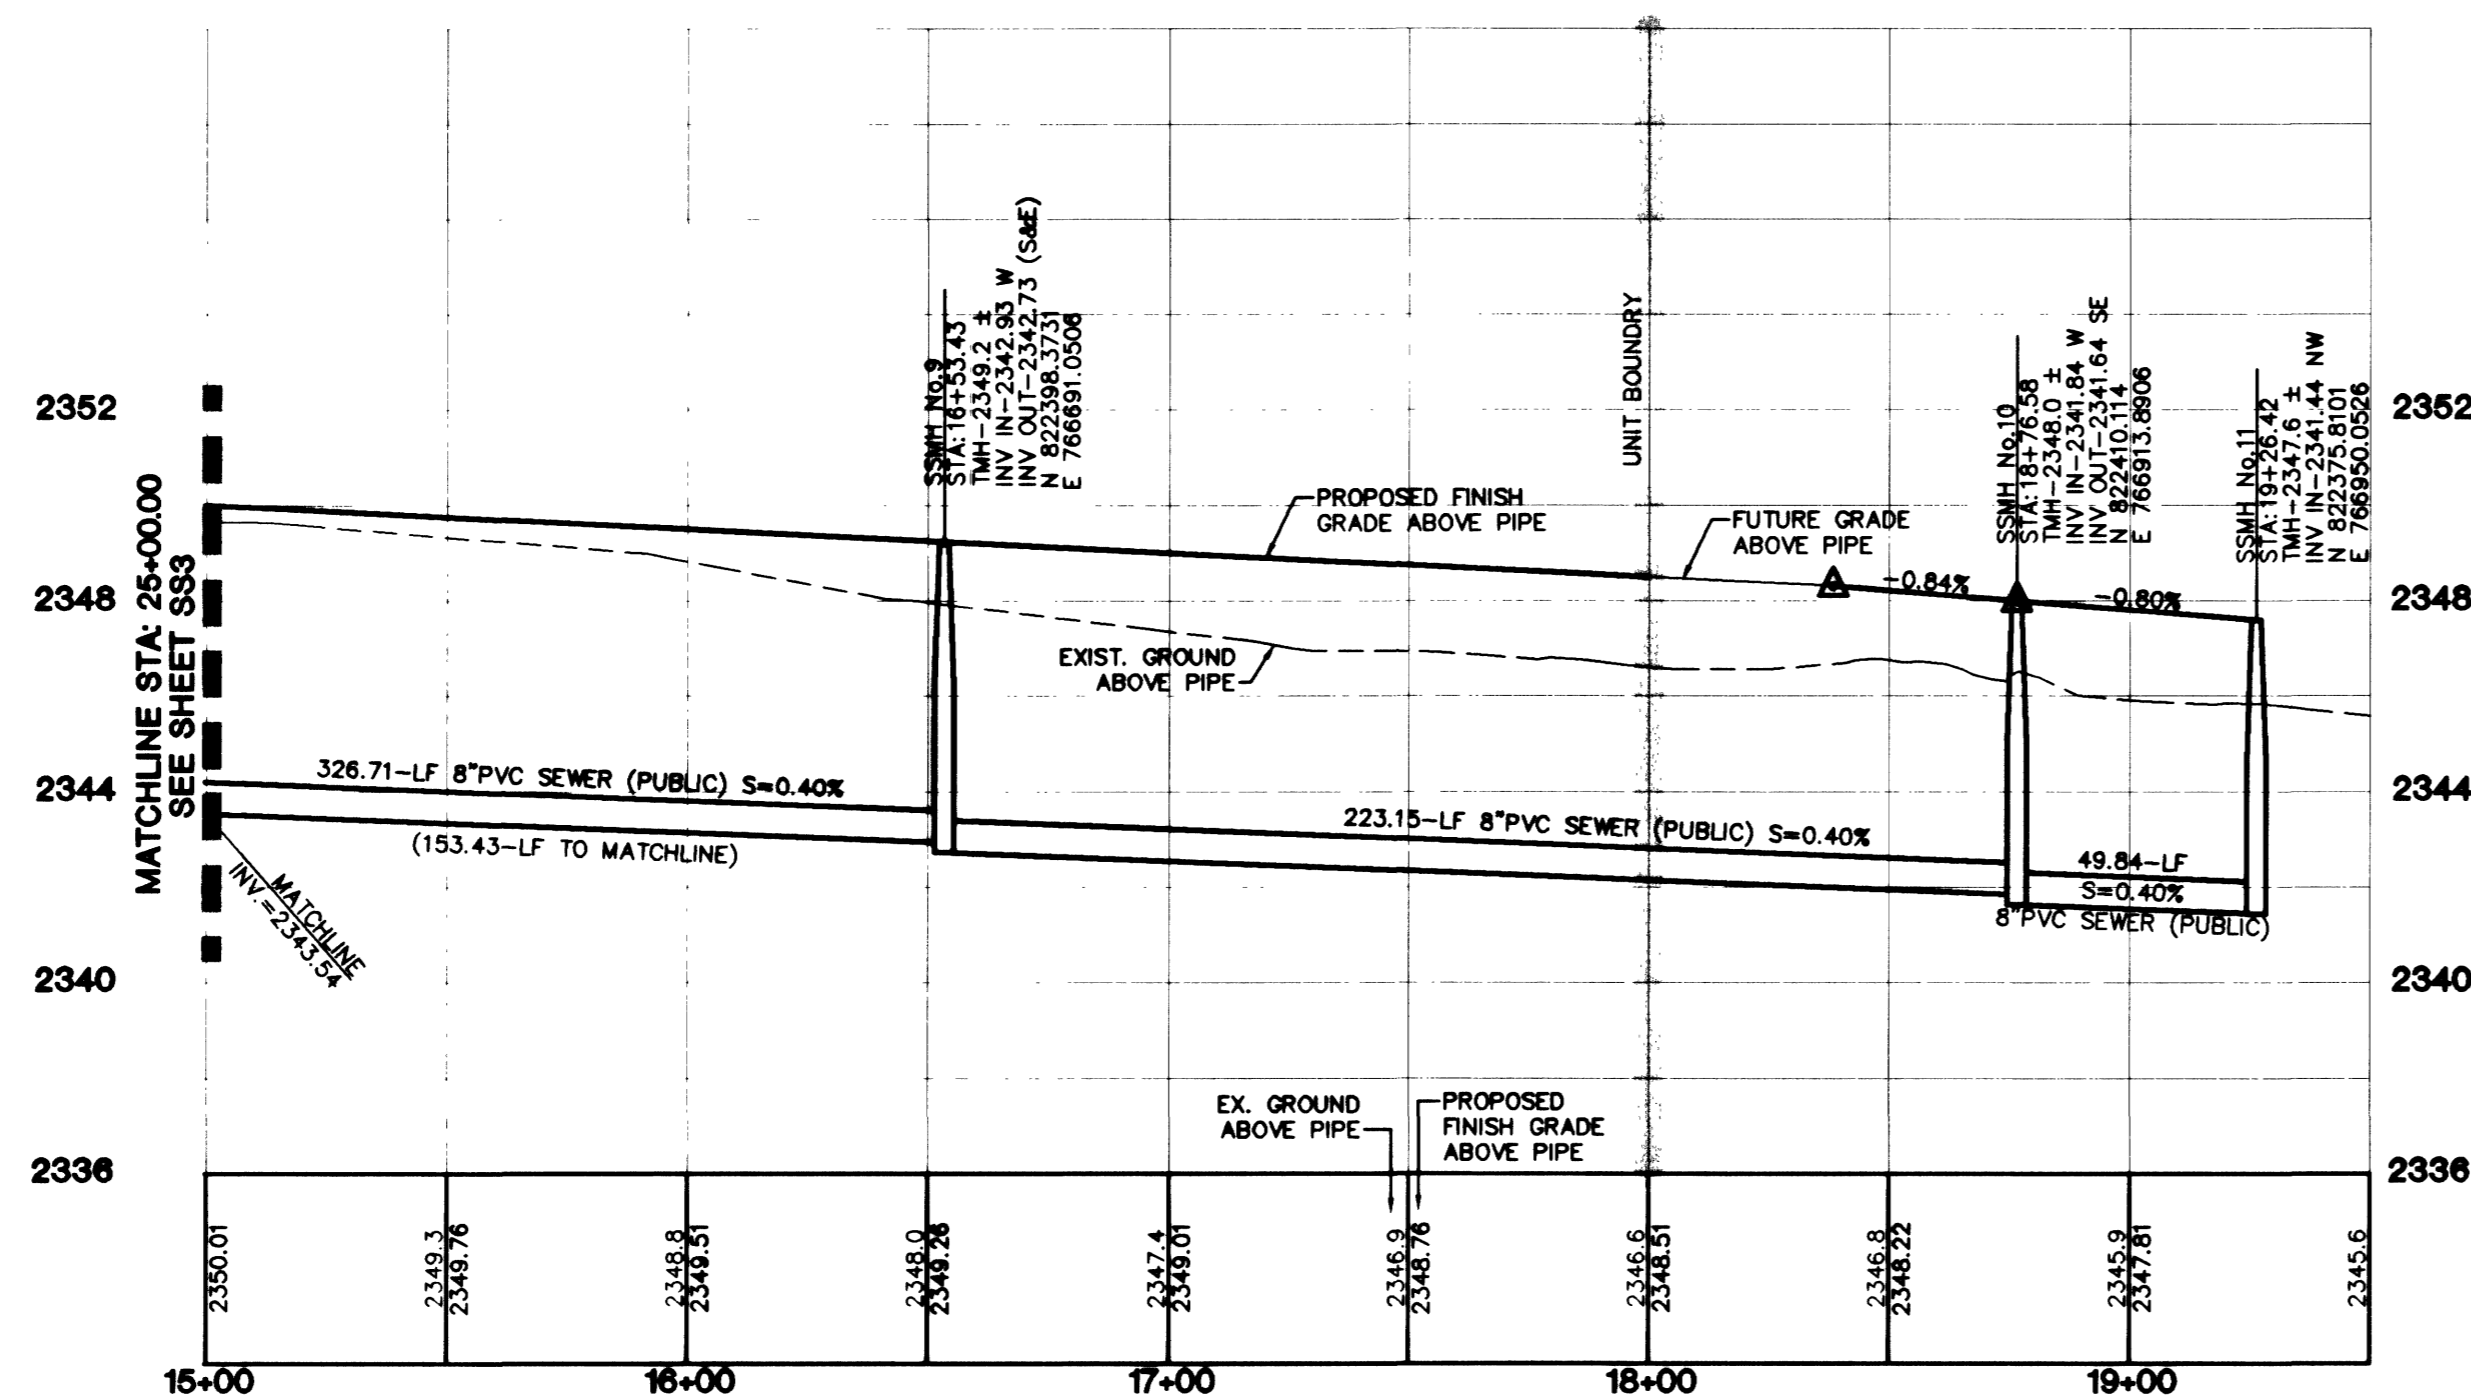 MATCHLINE STA: 25+00.00
SEE SHEET SS3
2352
2348
2344
2340
2336
2352
2348
2344
2340
2336
SSMH No.9
STA:16+53.43
TMH-2349.2 ±
INV IN-2342.93 W
INV OUT-2342.73 (S&E)
N 822398.3731
E 766691.0506
UNIT BOUNDRY
SSMH No.10
STA:18+76.58
TMH-2348.0 ±
INV IN-2341.84 W
INV OUT-2341.64 SE
N 822410.114
E 766913.8906
SSMH No.11
STA:19+26.42
TMH-2347.6 ±
INV IN-2341.44 NW
N 822375.8101
E 766950.0526
PROPOSED FINISH
GRADE ABOVE PIPE
FUTURE GRADE
ABOVE PIPE
-0.84%
-0.80%
EXIST. GROUND
ABOVE PIPE
326.71-LF 8"PVC SEWER (PUBLIC) S=0.40%
(153.43-LF TO MATCHLINE)
223.15-LF 8"PVC SEWER (PUBLIC) S=0.40%
49.84-LF
S=0.40%
8"PVC SEWER (PUBLIC)
MATCHLINE
INV.=2343.54
EX. GROUND
ABOVE PIPE
PROPOSED
FINISH GRADE
ABOVE PIPE
2350.01
2349.3
2349.76
2348.8
2349.51
2348.0
2349.26
2347.4
2349.01
2346.9
2348.76
2346.6
2348.51
2346.8
2348.22
2345.9
2347.81
2345.6
15+00
16+00
17+00
18+00
19+00